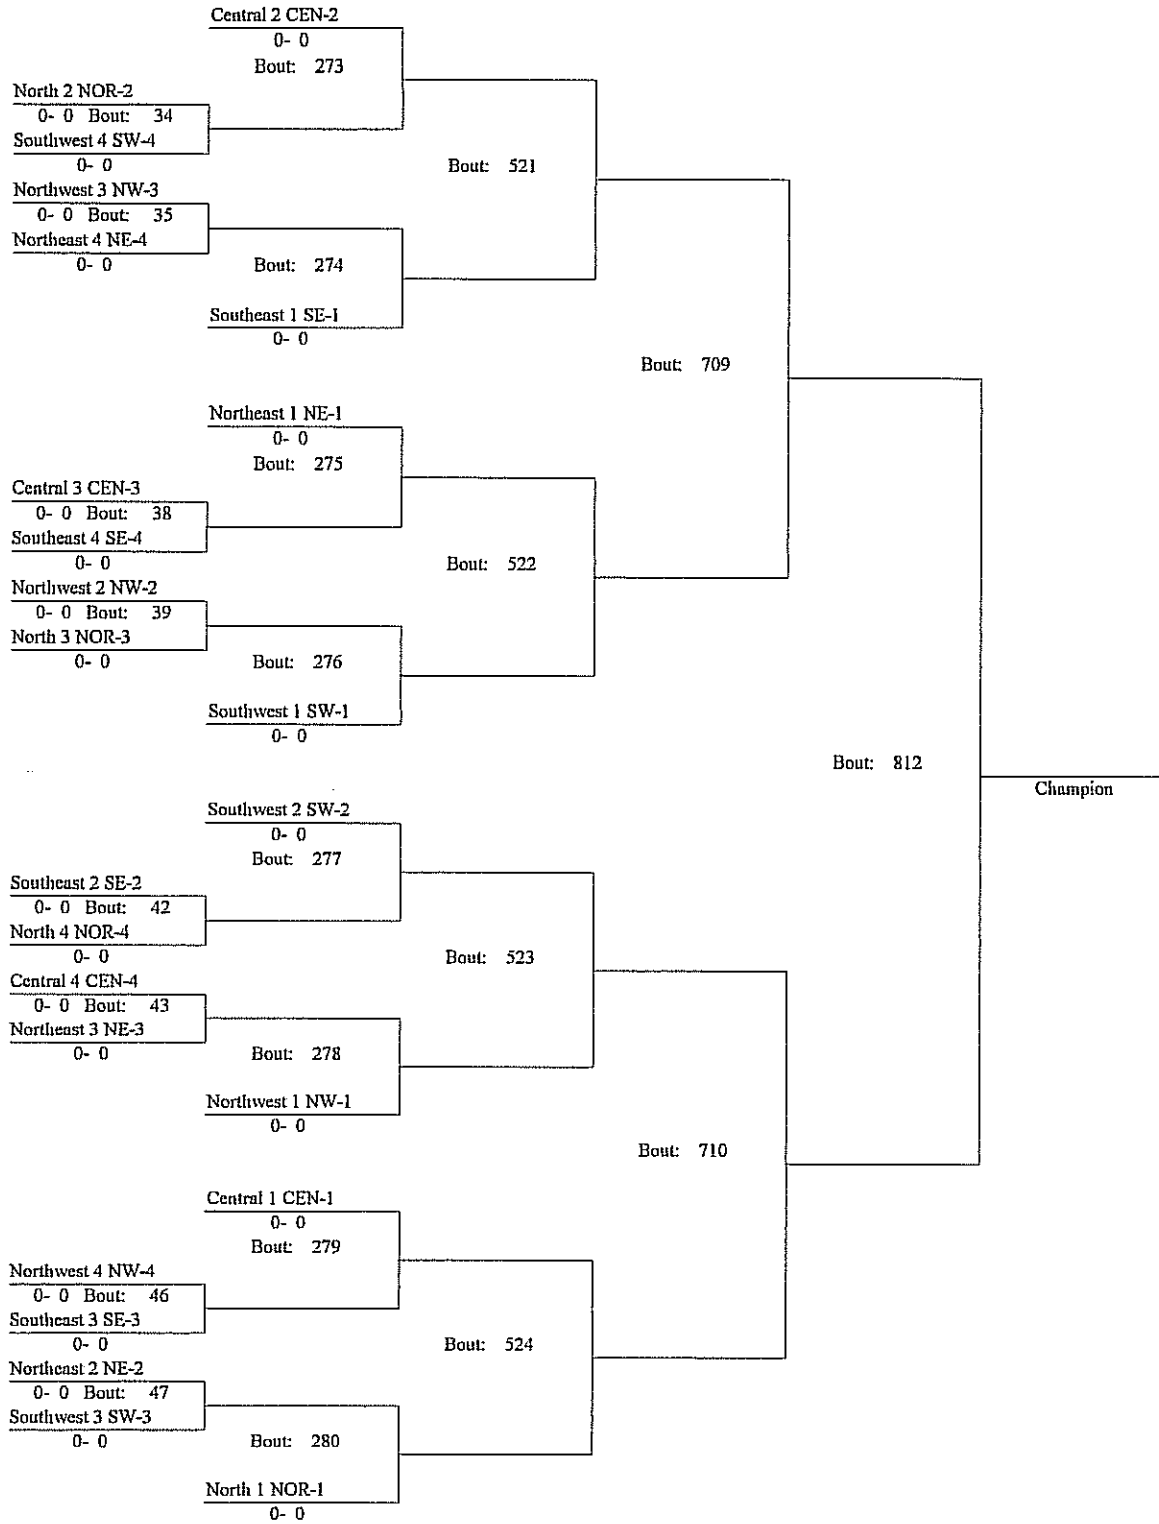 Central 2 CEN-2
0- 0
Bout: 273
North 2 NOR-2
0- 0 Bout: 34
Southwest 4 SW-4
0- 0
Bout: 521
Northwest 3 NW-3
0- 0 Bout: 35
Northeast 4 NE-4
0- 0
Bout: 274
Southeast 1 SE-1
0- 0
Bout: 709
Northeast 1 NE-1
0- 0
Bout: 275
Central 3 CEN-3
0- 0 Bout: 38
Southeast 4 SE-4
0- 0
Bout: 522
Northwest 2 NW-2
0- 0 Bout: 39
North 3 NOR-3
0- 0
Bout: 276
Southwest 1 SW-1
0- 0
Bout: 812
Champion
Southwest 2 SW-2
0- 0
Bout: 277
Southeast 2 SE-2
0- 0 Bout: 42
North 4 NOR-4
0- 0
Bout: 523
Central 4 CEN-4
0- 0 Bout: 43
Northeast 3 NE-3
0- 0
Bout: 278
Northwest 1 NW-1
0- 0
Bout: 710
Central 1 CEN-1
0- 0
Bout: 279
Northwest 4 NW-4
0- 0 Bout: 46
Southeast 3 SE-3
0- 0
Bout: 524
Northeast 2 NE-2
0- 0 Bout: 47
Southwest 3 SW-3
0- 0
Bout: 280
North 1 NOR-1
0- 0